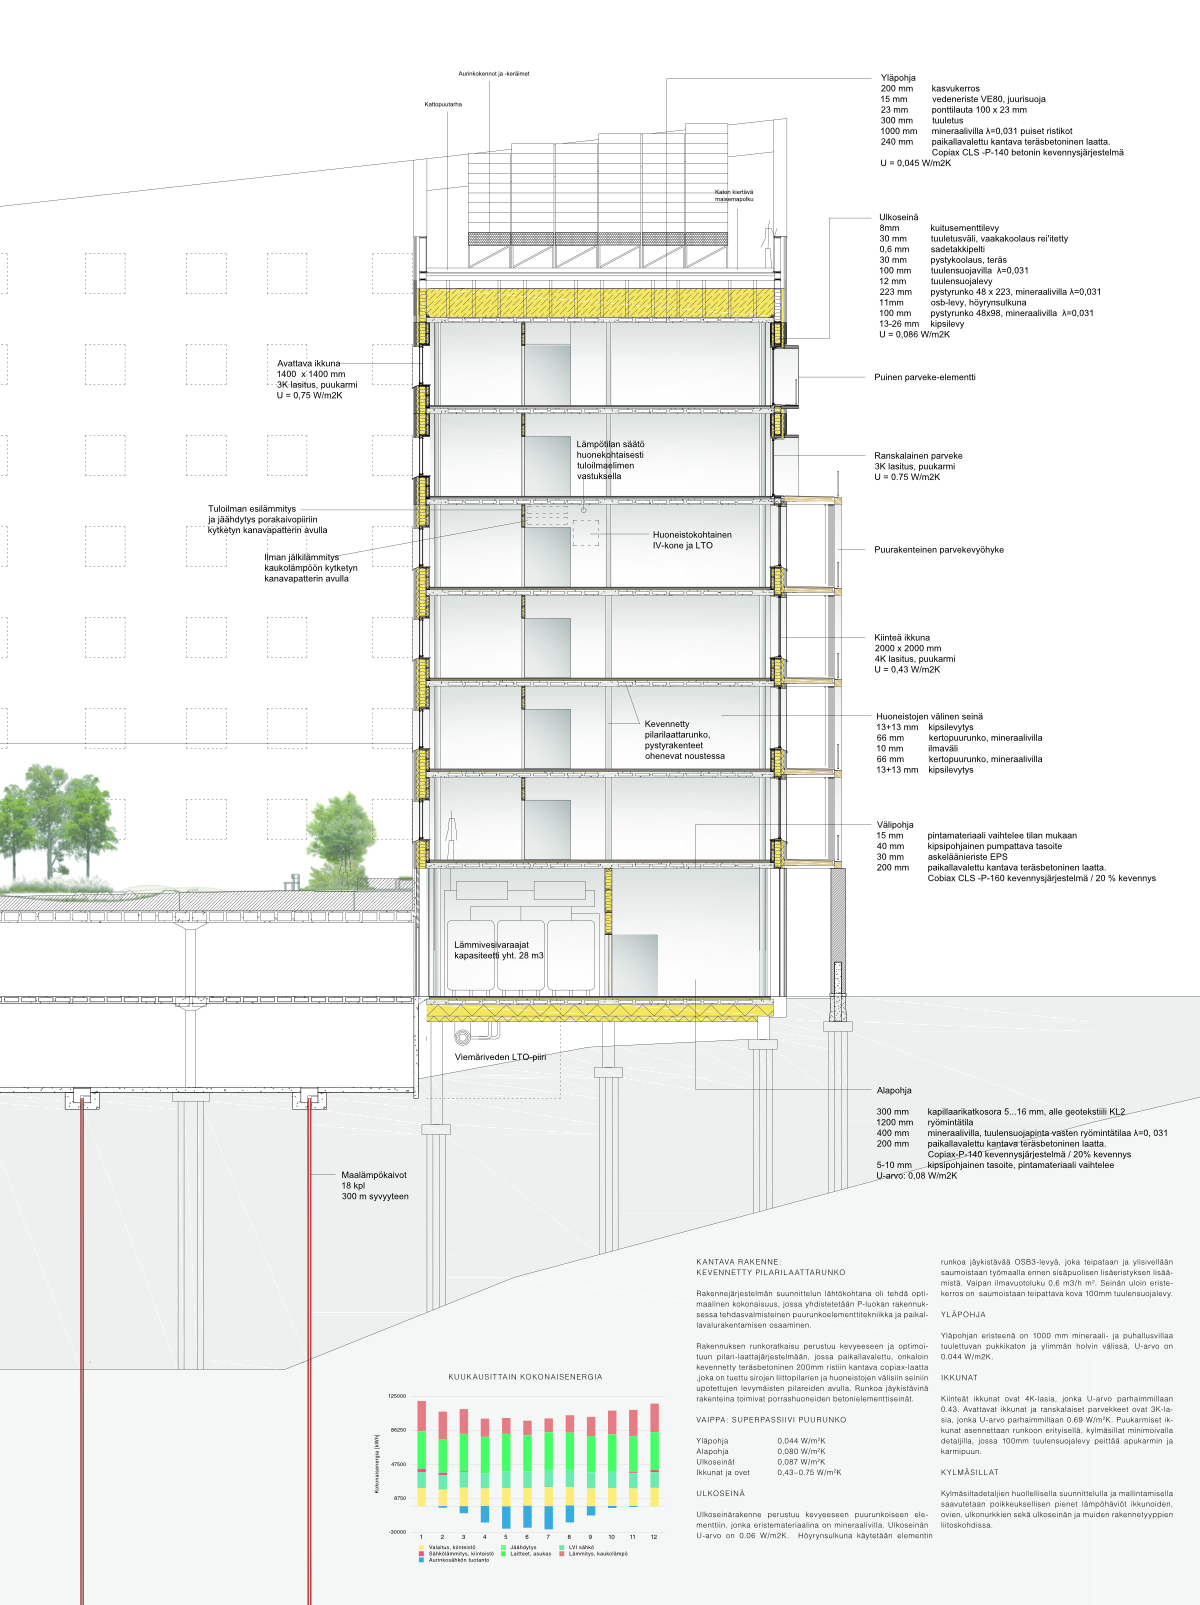 Aurinkokennot ja -keräimet
Kattopuutarha
Katon kiertävä
maisemapolku
Yläpohja
200 mm kasvukerros
15 mm vedeneriste VE80, juurisuoja
23 mm ponttilauta 100 x 23 mm
300 mm tuuletus
1000 mm mineraalivilla λ=0,031 puiset ristikot
240 mm paikallavalettu kantava teräsbetoninen laatta.
Copiax CLS -P-140 betonin kevennysjärjestelmä
U = 0,045 W/m2K
Ulkoseinä
8mm kuitusementtilevy
30 mm tuuletusväli, vaakakoolaus rei'itetty
0,6 mm sadetakkipelti
30 mm pystykoolaus, teräs
100 mm tuulensuojavilla λ=0,031
12 mm tuulensuojalevy
223 mm pystyrunko 48 x 223, mineraalivilla λ=0,031
11mm osb-levy, höyrynsulkuna
100 mm pystyrunko 48x98, mineraalivilla λ=0,031
13-26 mm kipsilevy
U = 0,086 W/m2K
Avattava ikkuna
1400 x 1400 mm
3K lasitus, puukarmi
U = 0,75 W/m2K
Puinen parveke-elementti
Lämpötilan säätö
huonekohtaisesti
tuloilmaelimen
vastuksella
Ranskalainen parveke
3K lasitus, puukarmi
U = 0.75 W/m2K
Tuloilman esilämmitys
ja jäähdytys porakaivopiiriin
kytketyn kanavapatterin avulla
Huoneistokohtainen
IV-kone ja LTO
Puurakenteinen parvekevyöhyke
Ilman jälkilämmitys
kaukolämpöön kytketyn
kanavapatterin avulla
Kiinteä ikkuna
2000 x 2000 mm
4K lasitus, puukarmi
U = 0,43 W/m2K
Kevennetty
pilarilaattarunko,
pystyrakenteet
ohenevat noustessa
Huoneistojen välinen seinä
13+13 mm kipsilevytys
66 mm kertopuurunko, mineraalivilla
10 mm ilmaväli
66 mm kertopuurunko, mineraalivilla
13+13 mm kipsilevytys
Välipohja
15 mm pintamateriaali vaihtelee tilan mukaan
40 mm kipsipohjainen pumpattava tasoite
30 mm askeläänieriste EPS
200 mm paikallavalettu kantava teräsbetoninen laatta.
Cobiax CLS -P-160 kevennysjärjestelmä / 20 % kevennys
Lämmivesivaraajat
kapasiteetti yht. 28 m3
Viemäriveden LTO-piiri
Alapohja
300 mm kapillaarikatkosora 5...16 mm, alle geotekstiili KL2
1200 mm ryömintätila
400 mm mineraalivilla, tuulensuojapinta vasten ryömintätilaa λ=0, 031
200 mm paikallavalettu kantava teräsbetoninen laatta.
Copiax-P-140 kevennysjärjestelmä / 20% kevennys
5-10 mm kipsipohjainen tasoite, pintamateriaali vaihtelee
U-arvo: 0,08 W/m2K
Maalämpökaivot
18 kpl
300 m syvyyteen
KANTAVA RAKENNE:
KEVENNETTY PILARILAATTARUNKO
Rakennejärjestelmän suunnittelun lähtökohtana oli tehdä opti-
maalinen kokonaisuus, jossa yhdistetetään P-luokan rakennuk-
sessa tehdasvalmisteinen puurunkoelementtitekniikka ja paikal-
lavalurakentamisen osaaminen.
Rakennuksen runkoratkaisu perustuu kevyeeseen ja optimoi-
tuun pilari-laattajärjestelmään, jossa paikallavalettu, onkaloin
kevennetty teräsbetoninen 200mm ristiin kantava copiax-laatta
,joka on tuettu sirojen liittopilarien ja huoneistojen välisiin seiniin
upotettujen levymäisten pilareiden avulla. Runkoa jäykistävinä
rakenteina toimivat porrashuoneiden betonielementtiseinät.
VAIPPA: SUPERPASSIIVI PUURUNKO
Yläpohja 0,044 W/m²K
Alapohja 0,080 W/m²K
Ulkoseinät 0,087 W/m²K
Ikkunat ja ovet 0,43–0.75 W/m²K
ULKOSEINÄ
Ulkoseinärakenne perustuu kevyeeseen puurunkoiseen ele-
menttiin, jonka eristemateriaalina on mineraalivilla. Ulkoseinän
U-arvo on 0.06 W/m2K. Höyrynsulkuna käytetään elementin
runkoa jäykistävää OSB3-levyä, joka teipataan ja ylisivellään
saumoistaan työmaalla ennen sisäpuolisen lisäeristyksen lisää-
mistä. Vaipan ilmavuotoluku 0,6 m3/h m². Seinän uloin eriste-
kerros on saumoistaan teipattava kova 100mm tuulensuojalevy.
YLÄPOHJA
Yläpohjan eristeenä on 1000 mm mineraali- ja puhallusvillaa
tuulettuvan pukkikaton ja ylimmän holvin välissä, U-arvo on
0.044 W/m2K.
IKKUNAT
Kiinteät ikkunat ovat 4K-lasia, jonka U-arvo parhaimmillaan
0.43. Avattavat ikkunat ja ranskalaiset parvekkeet ovat 3K-la-
sia, jonka U-arvo parhaimmillaan 0.69 W/m²K. Puukarmiset ik-
kunat asennettaan runkoon erityisellä, kylmäsillat minimoivalla
detaljilla, jossa 100mm tuulensuojalevy peittää apukarmin ja
karmipuun.
KYLMÄSILLAT
Kylmäsiltadetaljien huollellisella suunnittelulla ja mallintamisella
saavutetaan poikkeuksellisen pienet lämpöhäviöt ikkunoiden,
ovien, ulkonurkkien sekä ulkoseinän ja muiden rakennetyyppien
liitoskohdissa.
KUUKAUSITTAIN KOKONAISENERGIA
Kokonaisenergia [kWh]
125000
86250
47500
8750
-30000
1 2 3 4 5 6 7 8 9 10 11 12
Valaitus, kiinteistö Jäähdytys LVI sähkö
Sähkölämmitys, kiinteistö Laitteet, asukas Lämmitys, kaukolämpö
Aurinkosähkön tuotanto